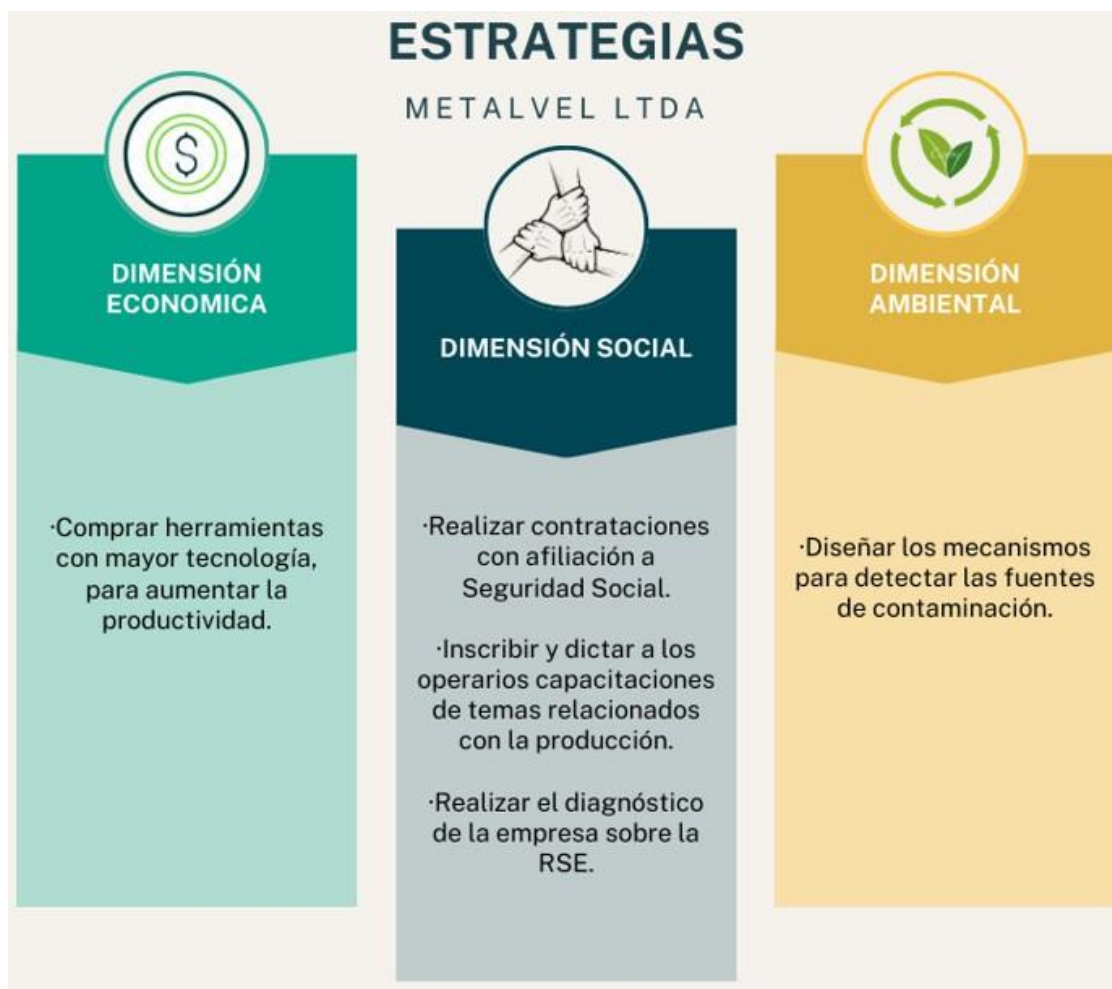 ESTRATEGIAS
METALVEL LTDA
$
DIMENSIÓN
ECONOMICA
·Comprar herramientas
con mayor tecnología,
para aumentar la
productividad.
DIMENSIÓN SOCIAL
·Realizar contrataciones
con afiliación a
Seguridad Social.
·Inscribir y dictar a los
operarios capacitaciones
de temas relacionados
con la producción.
·Realizar el diagnóstico
de la empresa sobre la
RSE.
DIMENSIÓN
AMBIENTAL
·Diseñar los mecanismos
para detectar las fuentes
de contaminación.